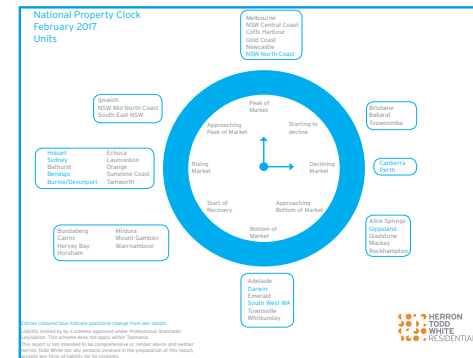 National Property Clock
February 2017
Units
Melbourne
NSW Central Coast
Coffs Harbour
Gold Coast
Newcastle
NSW North Coast
Ipswich
NSW Mid North Coast
South East NSW
Peak of
Market
Approaching
Peak of Market
Starting to
decline
Brisbane
Ballarat
Toowoomba
Hobart Echuca
Sydney Launceston
Bathurst Orange
Bendigo Sunshine Coast
Burnie/Devonport Tamworth
Rising
Market
Declining
Market
Canberra
Perth
Start of
Recovery
Approaching
Bottom of Market
Bundaberg Mildura
Cairns Mount Gambier
Hervey Bay Warrnambool
Horsham
Bottom of
Market
Alice Springs
Gippsland
Gladstone
Mackay
Rockhampton
Adelaide
Darwin
Emerald
South West WA
Townsville
Whitsunday
Entries coloured blue indicate positional change from last month.
Liability limited by a scheme approved under Professional Standards
Legislation. This scheme does not apply within Tasmania.
This report is not intended to be comprehensive or render advice and neither
Herron Todd White nor any persons involved in the preparation of this report,
accepts any form of liability for its contents.
HERRON
TODD
WHITE
RESIDENTIAL